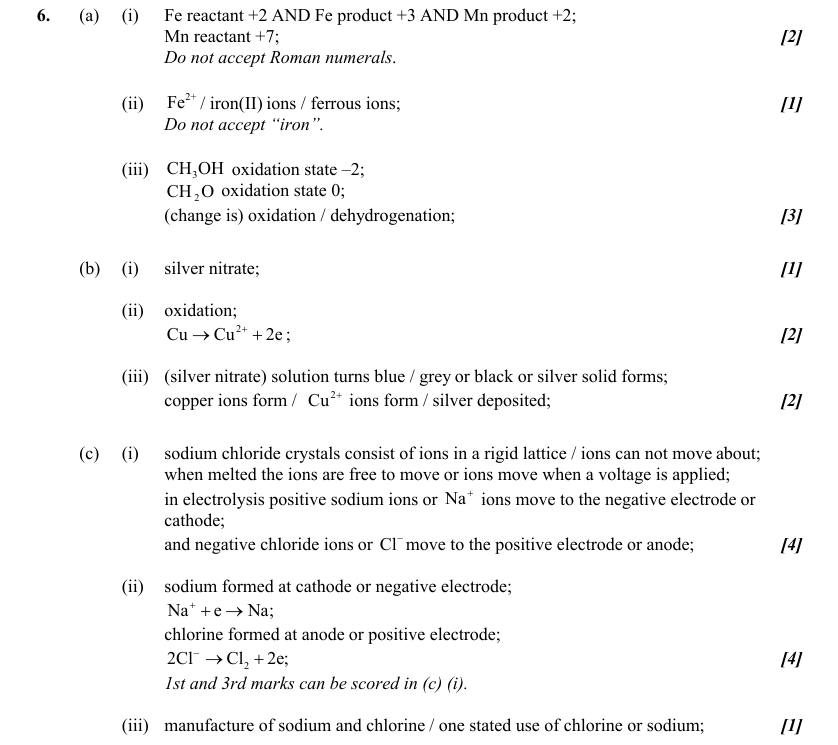 6. (a) (i) Fe reactant +2 AND Fe product +3 AND Mn product +2;
Mn reactant +7; [2]
Do not accept Roman numerals.
(ii) Fe²⁺ / iron(II) ions / ferrous ions; [1]
Do not accept “iron”.
(iii) CH₃OH oxidation state –2;
CH₂O oxidation state 0;
(change is) oxidation / dehydrogenation; [3]
(b) (i) silver nitrate; [1]
(ii) oxidation;
Cu → Cu²⁺ + 2e; [2]
(iii) (silver nitrate) solution turns blue / grey or black or silver solid forms;
copper ions form / Cu²⁺ ions form / silver deposited; [2]
(c) (i) sodium chloride crystals consist of ions in a rigid lattice / ions can not move about;
when melted the ions are free to move or ions move when a voltage is applied;
in electrolysis positive sodium ions or Na⁺ ions move to the negative electrode or
cathode;
and negative chloride ions or Cl⁻ move to the positive electrode or anode; [4]
(ii) sodium formed at cathode or negative electrode;
Na⁺ + e → Na;
chlorine formed at anode or positive electrode;
2Cl⁻ → Cl₂ + 2e; [4]
1st and 3rd marks can be scored in (c) (i).
(iii) manufacture of sodium and chlorine / one stated use of chlorine or sodium; [1]